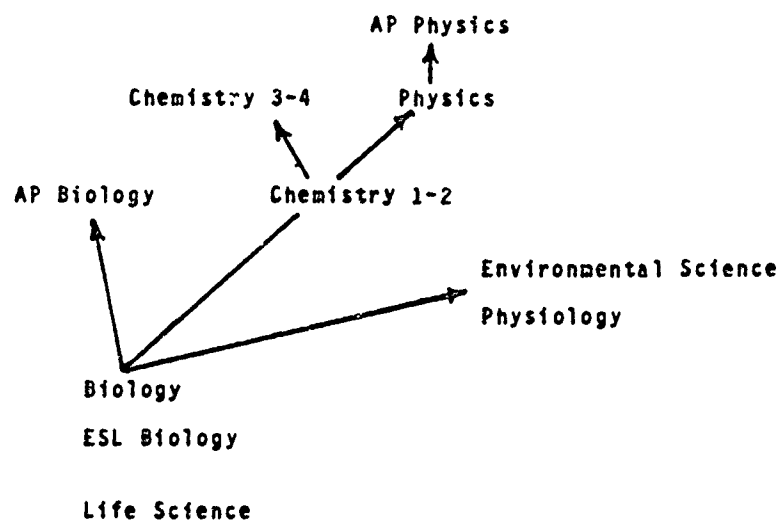 AP Physics
Chemistry 3-4
Physics
AP Biology
Chemistry 1-2
Environmental Science
Physiology
Biology
ESL Biology
Life Science